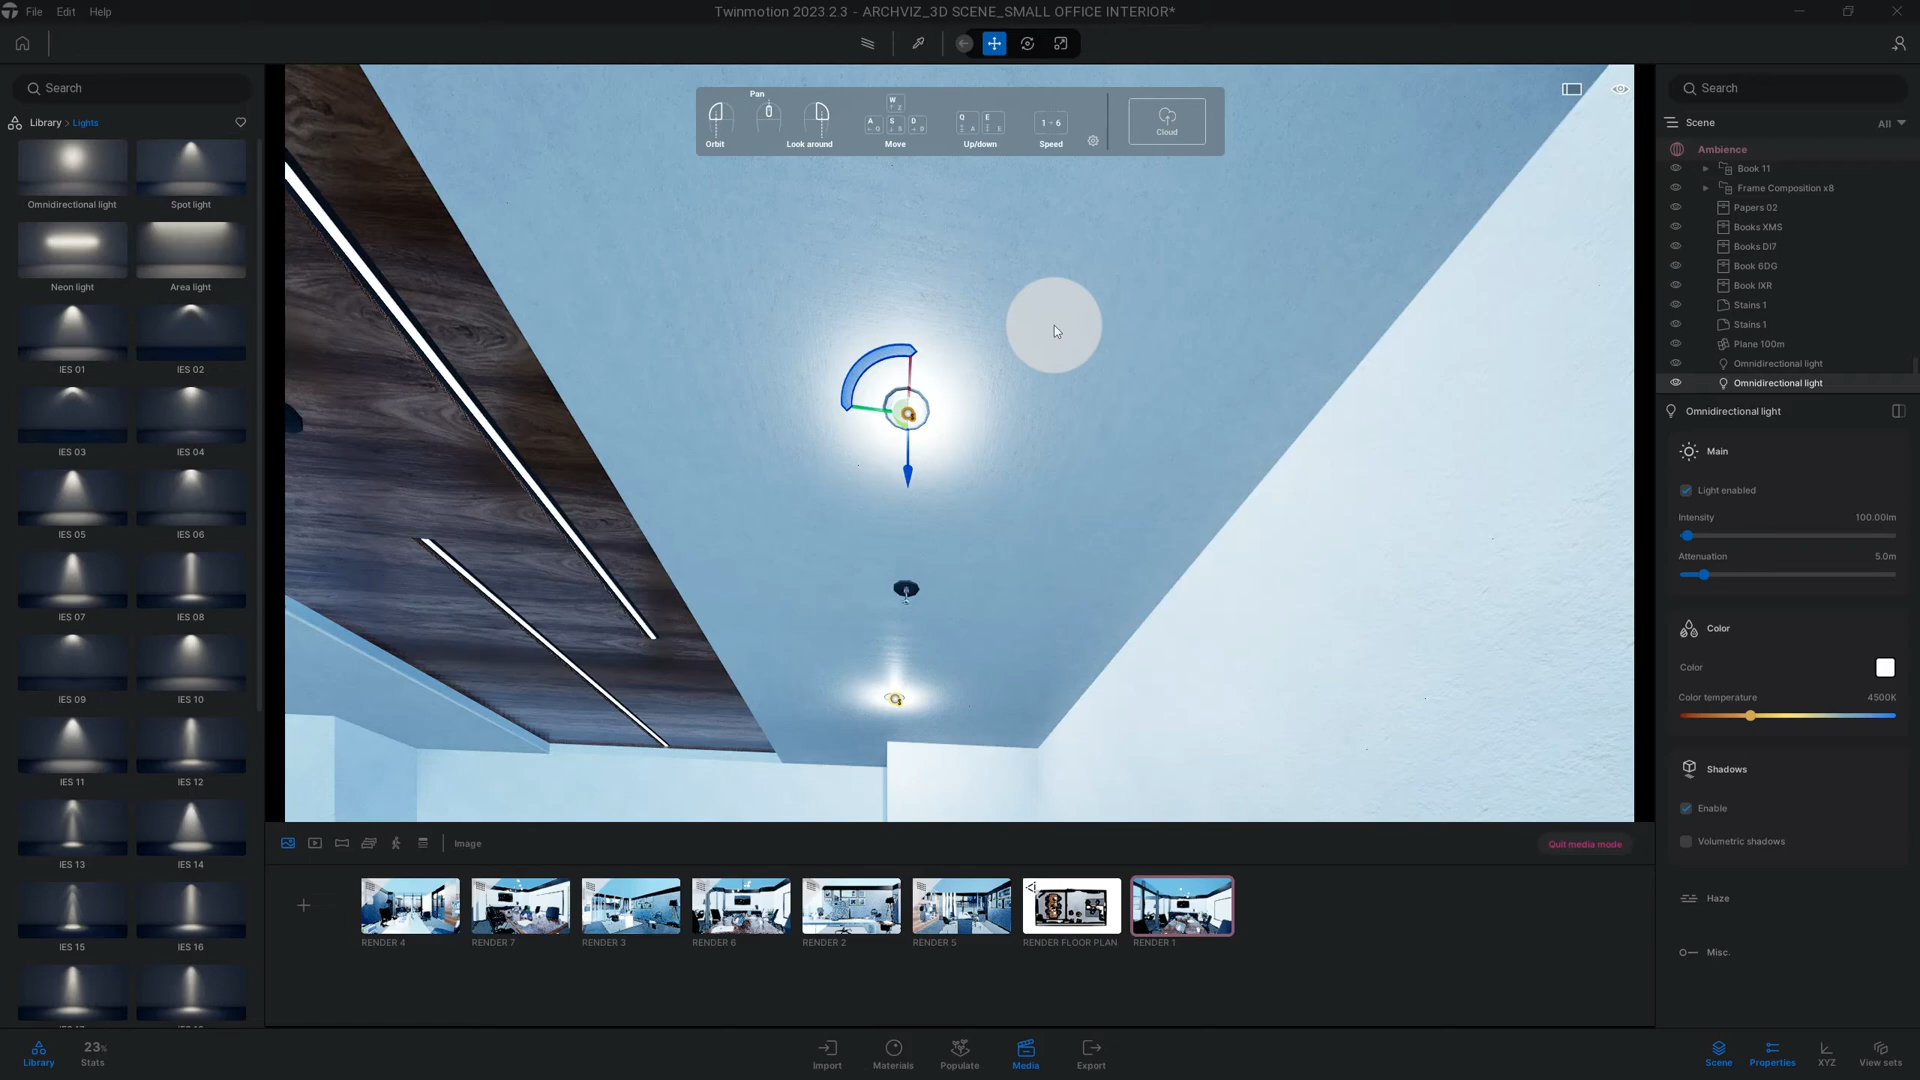 File Edit Help
Twinmotion 2023.2.3 - ARCHVIZ_3D SCENE_SMALL OFFICE INTERIOR*
Search
Library > Lights
Omnidirectional light
Spot light
Neon light
Area light
IES 01
IES 02
IES 03
IES 04
IES 05
IES 06
IES 07
IES 08
IES 09
IES 10
IES 11
IES 12
IES 13
IES 14
IES 15
IES 16
Pan
Orbit
Look around
W
Z
A S D
Q S D
Move
Q E
A E
Up/down
1 → 6
Speed
Cloud
Search
Scene
All
Ambience
Book 11
Frame Composition x8
Papers 02
Books XMS
Books DI7
Book 6DG
Book IXR
Stains 1
Stains 1
Plane 100m
Omnidirectional light
Omnidirectional light
Omnidirectional light
Main
Light enabled
Intensity 100.00lm
Attenuation 5.0m
Color
Color
Color temperature 4500K
Shadows
Enable
Volumetric shadows
Haze
Misc.
Image
Quit media mode
RENDER 4
RENDER 7
RENDER 3
RENDER 6
RENDER 2
RENDER 5
RENDER FLOOR PLAN
RENDER 1
Library
23%
Stats
Import
Materials
Populate
Media
Export
Scene
Properties
XYZ
View sets